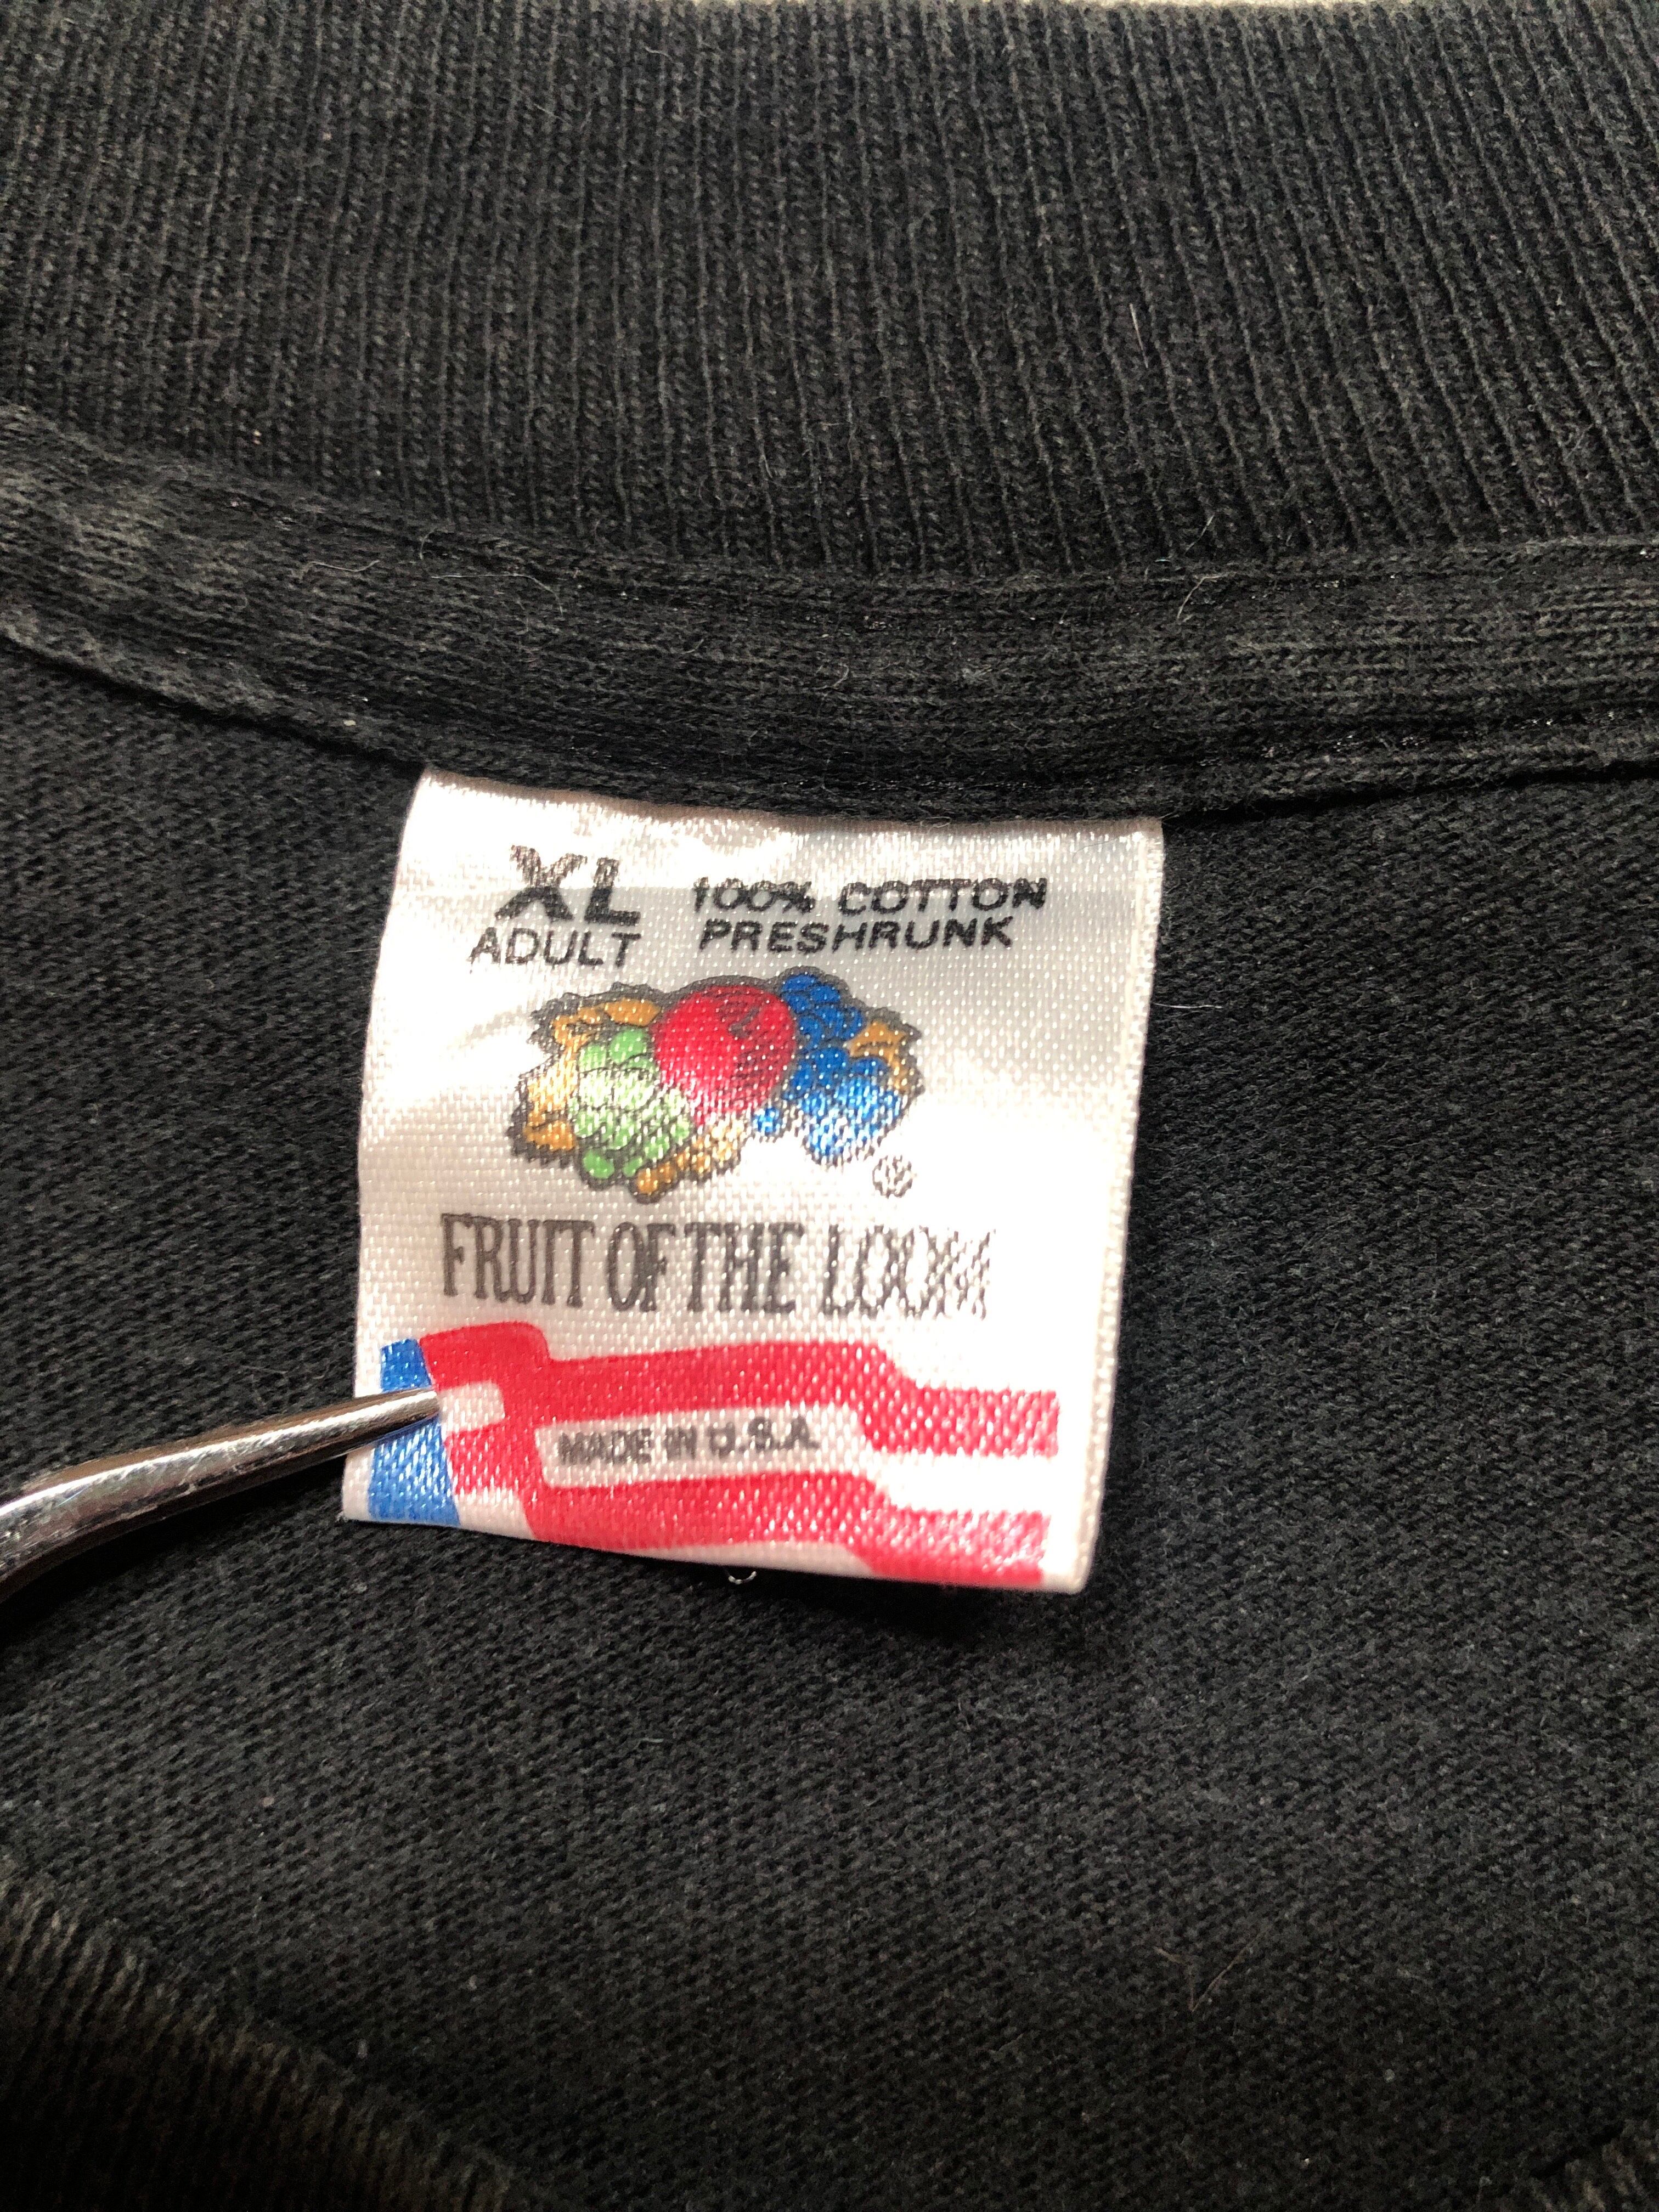 XL
ADULT
100% COTTON
PRESHRUNK
®
FRUIT OF THE LOOM
MADE IN U.S.A.